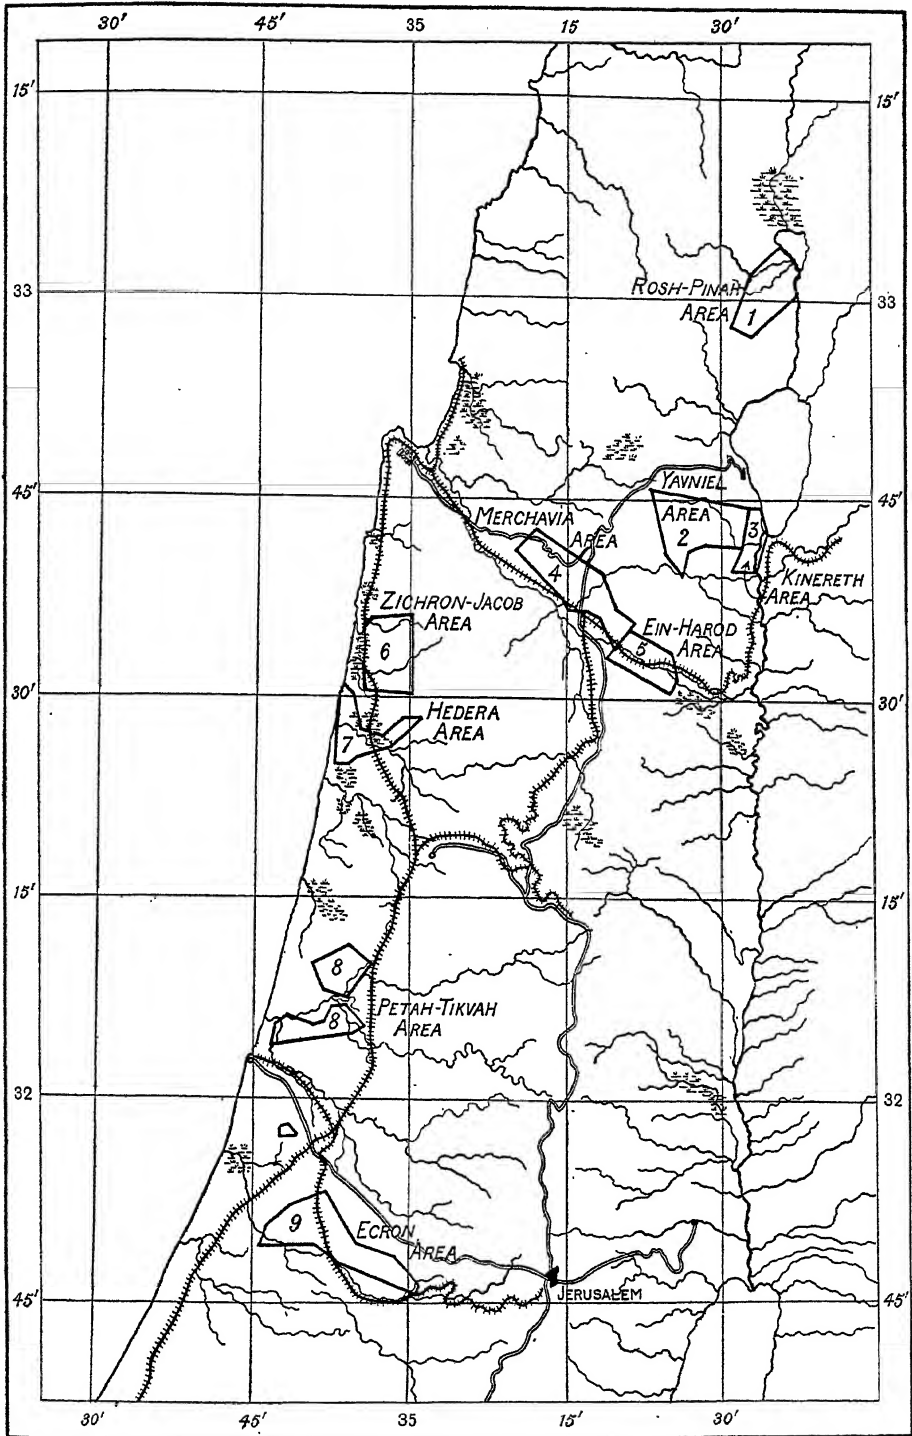 30' 45' 35 15' 30'
15' 15'
ROSH-PINAR
33 33
AREA
1
45' YAVNIEL 45'
MERCHAVIA AREA
AREA 3
2
4 4
KINERETH
ZICHRON-JACOB AREA
AREA
EIN-HAROD
6 5 AREA
30' 30'
HEDERA
AREA
7
15' 15'
8
PETAH-TIKVAH
8 AREA
32 32
9 ECRON
AREA
JERUSALEM
45' 45'
30' 45' 35 15' 30'